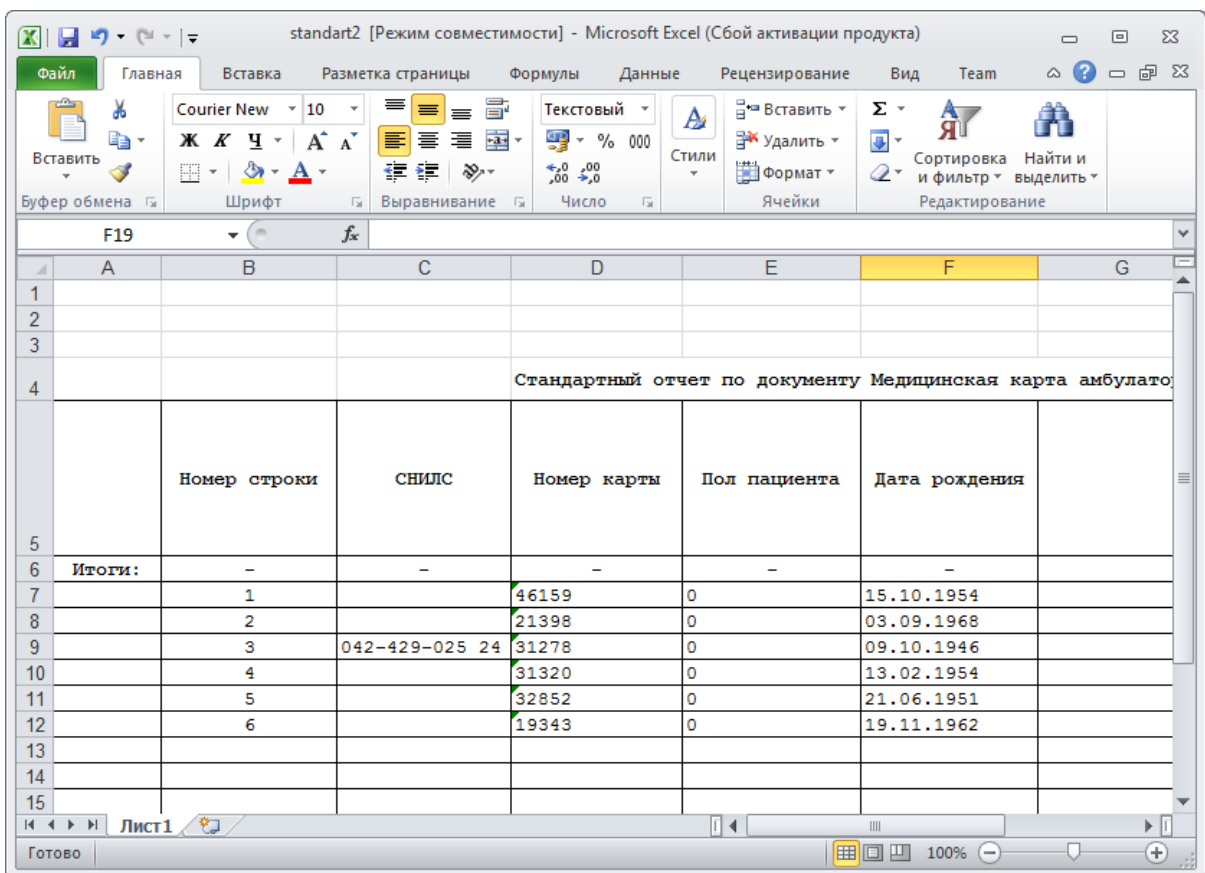 standart2 [Режим совместимости] - Microsoft Excel (Сбой активации продукта)
Файл Главная Вставка Разметка страницы Формулы Данные Рецензирование Вид Team
Courier New 10 Текстовый Вставить Σ
Ж К Ч A A % 000 Удалить
Вставить Стили Формат Сортировка и фильтр Найти и выделить
Буфер обмена Шрифт Выравнивание Число Ячейки Редактирование
F19 fx
A B C D E F G
1
2
3
4 Стандартный отчет по документу Медицинская карта амбулато
5 Номер строки СНИЛС Номер карты Пол пациента Дата рождения
6 Итоги: – – – – –
7 1 46159 0 15.10.1954
8 2 21398 0 03.09.1968
9 3 042-429-025 24 31278 0 09.10.1946
10 4 31320 0 13.02.1954
11 5 32852 0 21.06.1951
12 6 19343 0 19.11.1962
13
14
15
Лист1
Готово 100%